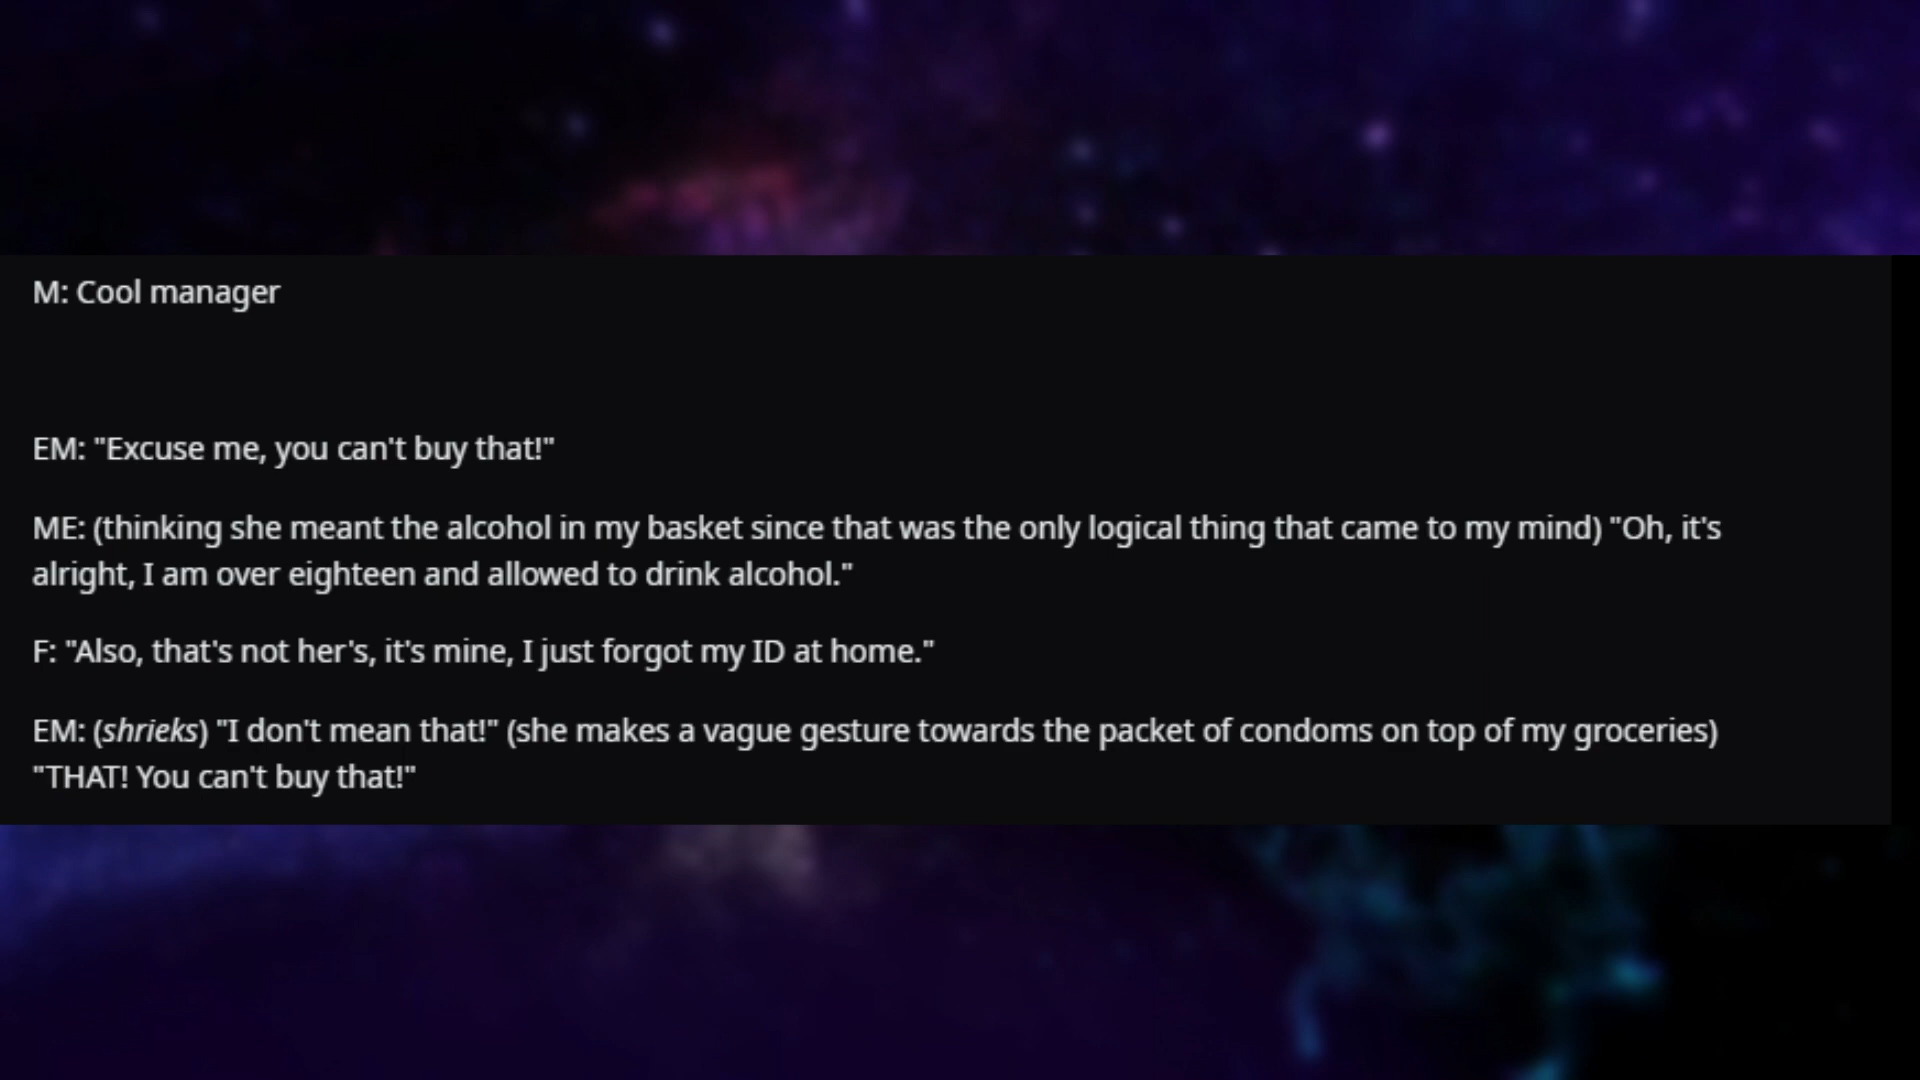 M: Cool manager
EM: "Excuse me, you can't buy that!"
ME: (thinking she meant the alcohol in my basket since that was the only logical thing that came to my mind) "Oh, it's
alright, I am over eighteen and allowed to drink alcohol."
F: "Also, that's not her's, it's mine, I just forgot my ID at home."
EM: (shrieks) "I don't mean that!" (she makes a vague gesture towards the packet of condoms on top of my groceries)
"THAT! You can't buy that!"